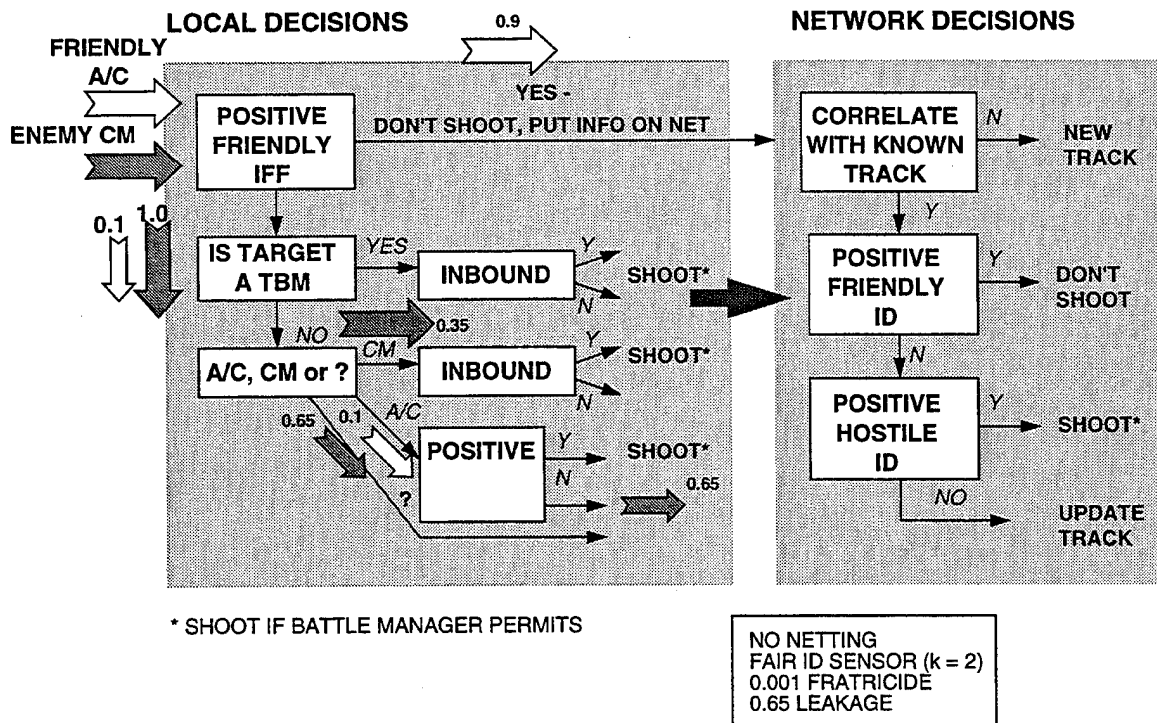 LOCAL DECISIONS
NETWORK DECISIONS
0.9
FRIENDLY
A/C
ENEMY CM
YES -
DON'T SHOOT, PUT INFO ON NET
POSITIVE
FRIENDLY
IFF
0.1
1.0
IS TARGET
A TBM
YES
INBOUND
Y
N
SHOOT*
NO
0.35
CM
A/C, CM or ?
INBOUND
Y
N
SHOOT*
0.65
0.1
A/C
?
POSITIVE
Y
N
SHOOT*
0.65
CORRELATE
WITH KNOWN
TRACK
N
NEW
TRACK
Y
POSITIVE
FRIENDLY
ID
Y
DON'T
SHOOT
N
POSITIVE
HOSTILE
ID
Y
SHOOT*
NO
UPDATE
TRACK
* SHOOT IF BATTLE MANAGER PERMITS
NO NETTING
FAIR ID SENSOR (k = 2)
0.001 FRATRICIDE
0.65 LEAKAGE